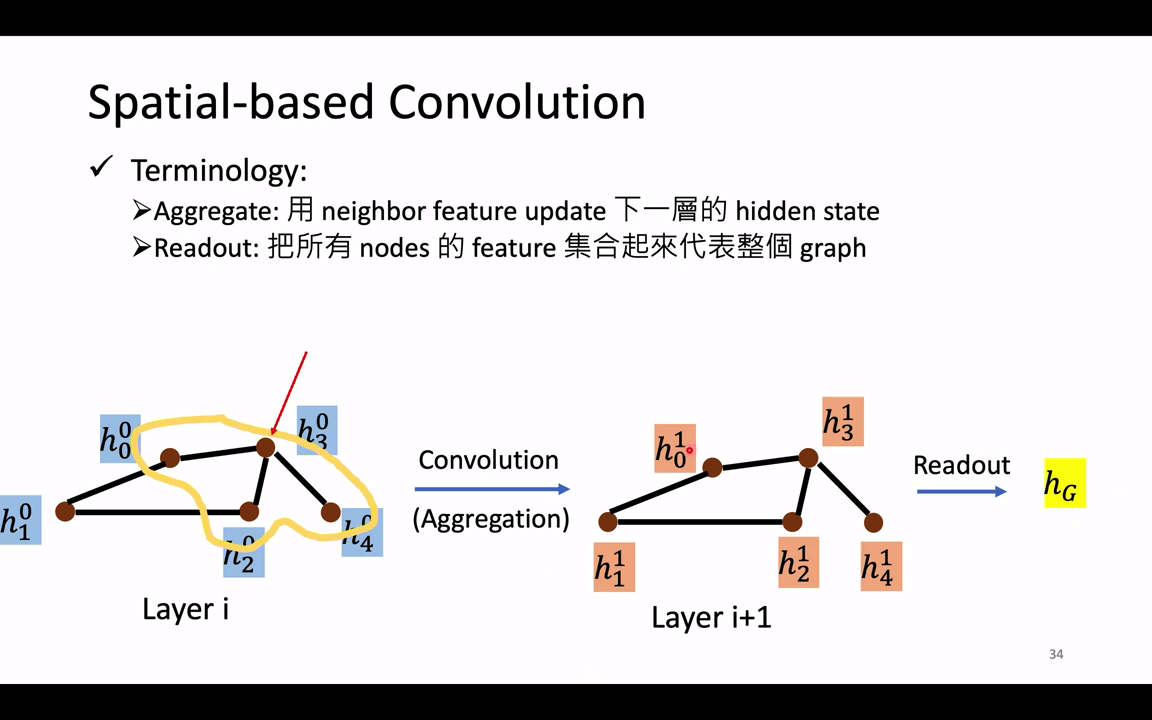 Spatial-based Convolution
✓ Terminology:
➢Aggregate: 用 neighbor feature update 下一層的 hidden state
➢Readout: 把所有 nodes 的 feature 集合起來代表整個 graph
h_0^0
h_3^0
h_1^0
h_2^0
h_4^0
Layer i
Convolution
(Aggregation)
h_0^1
h_3^1
h_1^1
h_2^1
h_4^1
Layer i+1
Readout
h_G
34